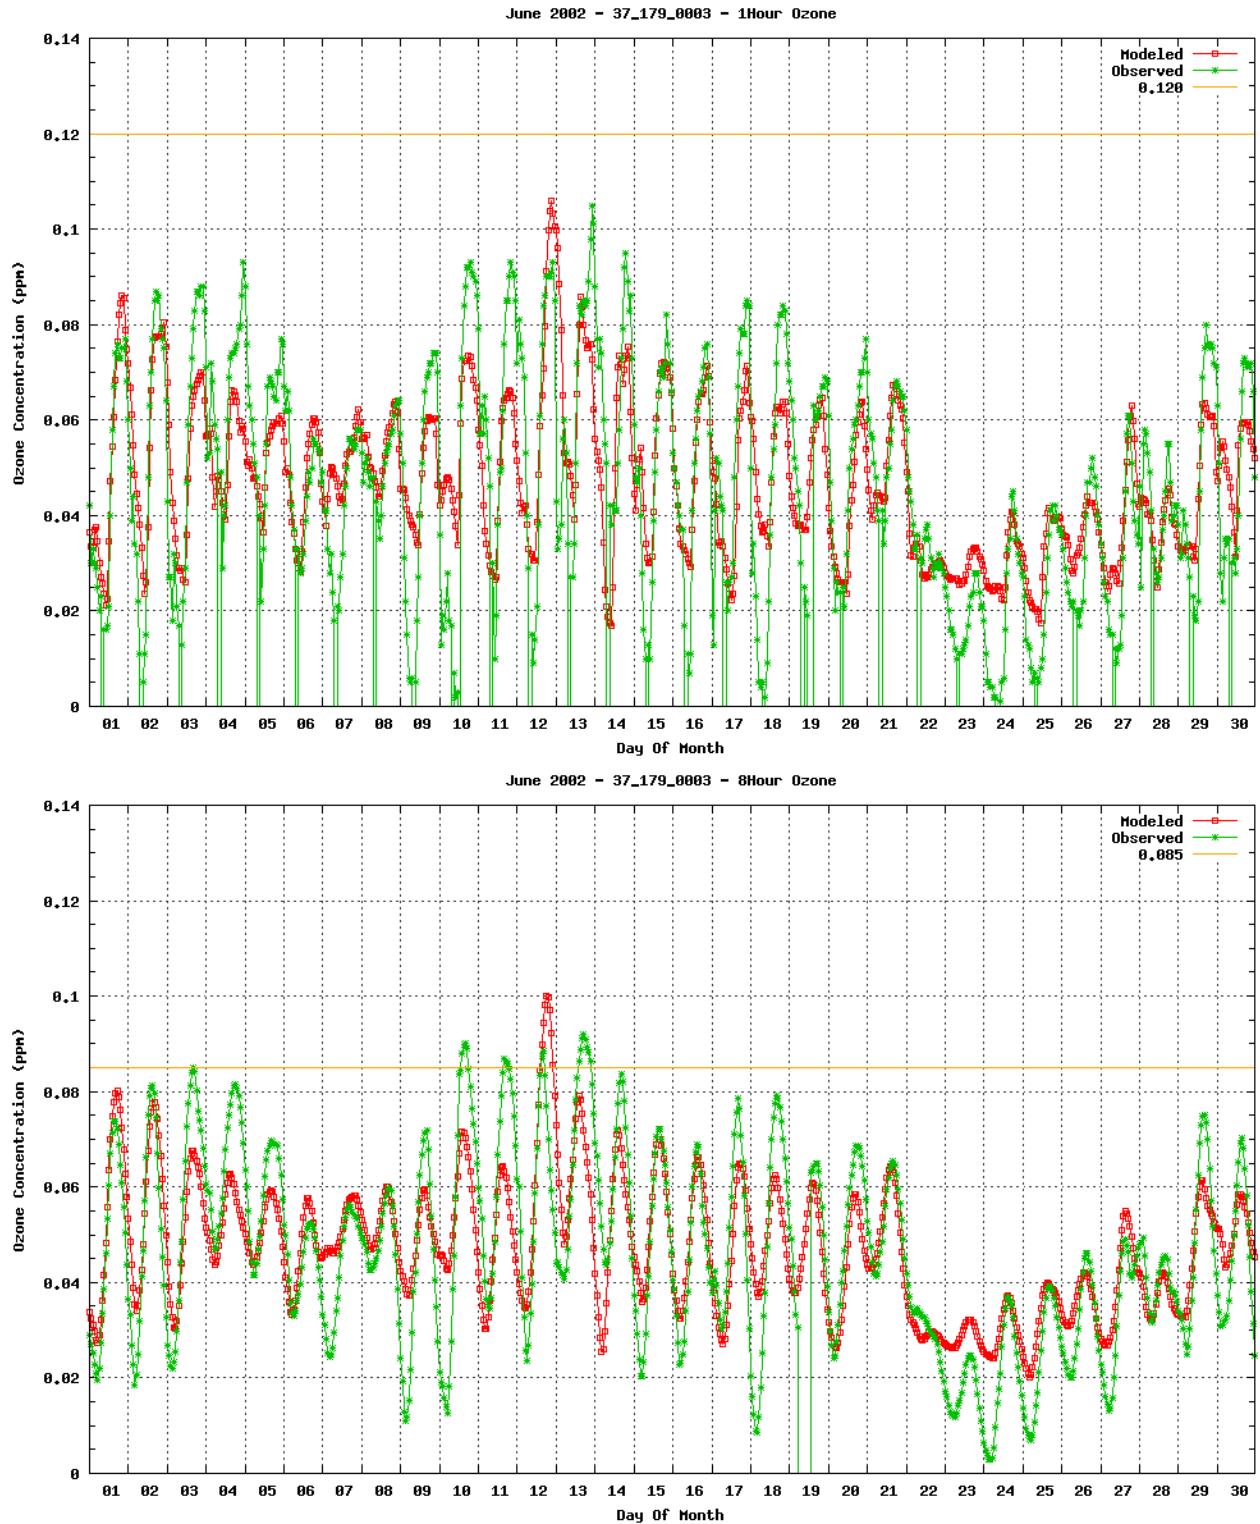 June 2002 - 37_179_0003 - 1Hour Ozone
0.14
0.12
0.1
0.08
0.06
0.04
0.02
0
Ozone Concentration (ppm)
Modeled
Observed
0.120
01 02 03 04 05 06 07 08 09 10 11 12 13 14 15 16 17 18 19 20 21 22 23 24 25 26 27 28 29 30
Day Of Month
June 2002 - 37_179_0003 - 8Hour Ozone
0.14
0.12
0.1
0.08
0.06
0.04
0.02
0
Ozone Concentration (ppm)
Modeled
Observed
0.085
01 02 03 04 05 06 07 08 09 10 11 12 13 14 15 16 17 18 19 20 21 22 23 24 25 26 27 28 29 30
Day Of Month